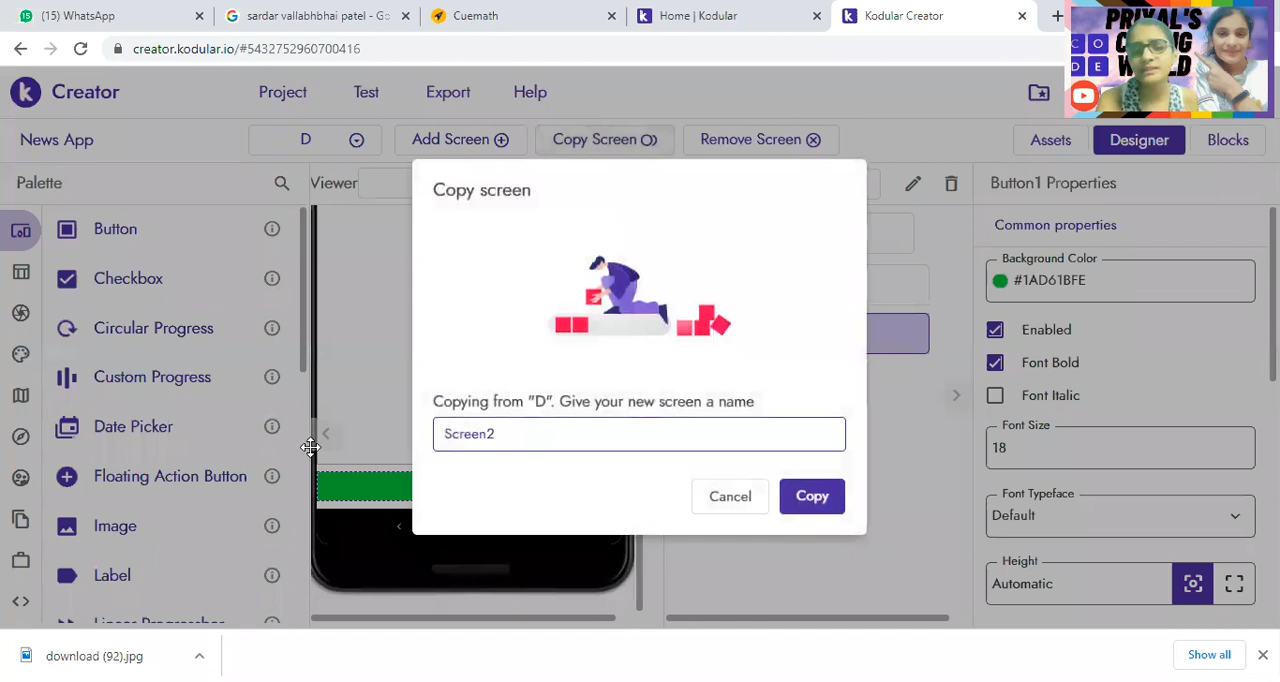 (15) WhatsApp
sardar vallabhbhai patel - Go
Cuemath
Home | Kodular
Kodular Creator
creator.kodular.io/#5432752960700416
PRIYAL'S
CODING
WORLD
C O
D E
Creator
Project
Test
Export
Help
News App
D
Add Screen
Copy Screen
Remove Screen
Assets
Designer
Blocks
Palette
Viewer
Button1 Properties
Button
Checkbox
Circular Progress
Custom Progress
Date Picker
Floating Action Button
Image
Label
Copy screen
Copying from "D". Give your new screen a name
Screen2
Cancel
Copy
Common properties
Background Color
#1AD61BFE
Enabled
Font Bold
Font Italic
Font Size
18
Font Typeface
Default
Height
Automatic
download (92).jpg
Show all